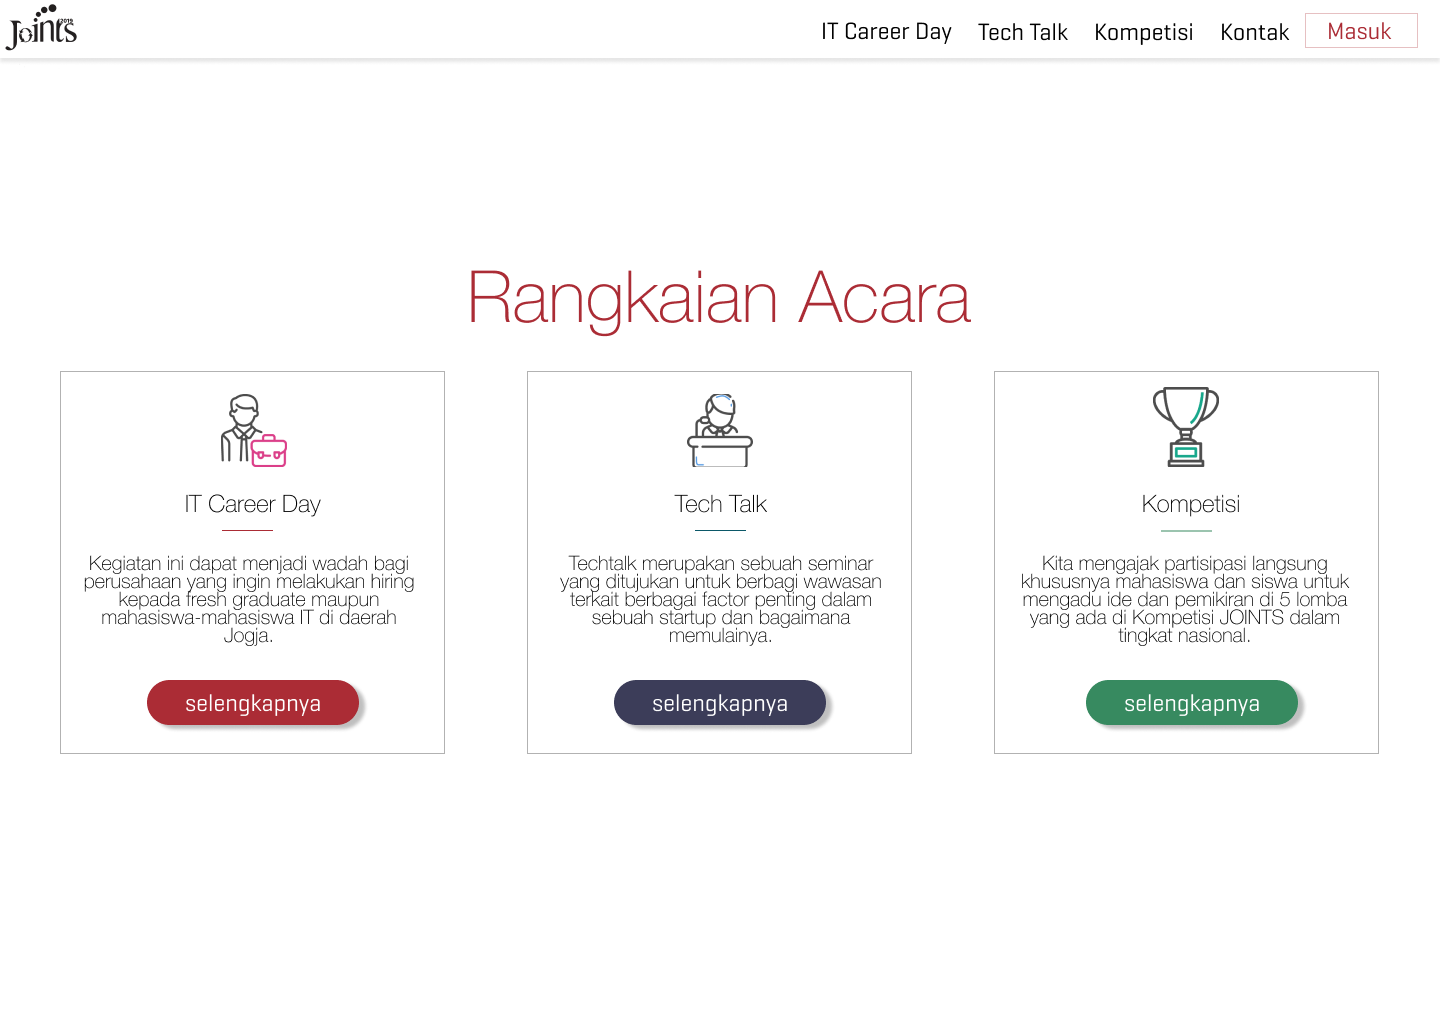 Joints 2019
IT Career Day
Tech Talk
Kompetisi
Kontak
Masuk
Rangkaian Acara
IT Career Day
Kegiatan ini dapat menjadi wadah bagi
perusahaan yang ingin melakukan hiring
kepada fresh graduate maupun
mahasiswa-mahasiswa IT di daerah
Jogja.
selengkapnya
Tech Talk
Techtalk merupakan sebuah seminar
yang ditujukan untuk berbagi wawasan
terkait berbagai factor penting dalam
sebuah startup dan bagaimana
memulainya.
selengkapnya
Kompetisi
Kita mengajak partisipasi langsung
khususnya mahasiswa dan siswa untuk
mengadu ide dan pemikiran di 5 lomba
yang ada di Kompetisi JOINTS dalam
tingkat nasional.
selengkapnya